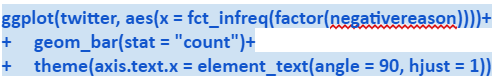 ggplot(twitter, aes(x = fct_infreq(factor(negativereason))))+
+    geom_bar(stat = "count")+
+    theme(axis.text.x = element_text(angle = 90, hjust = 1))